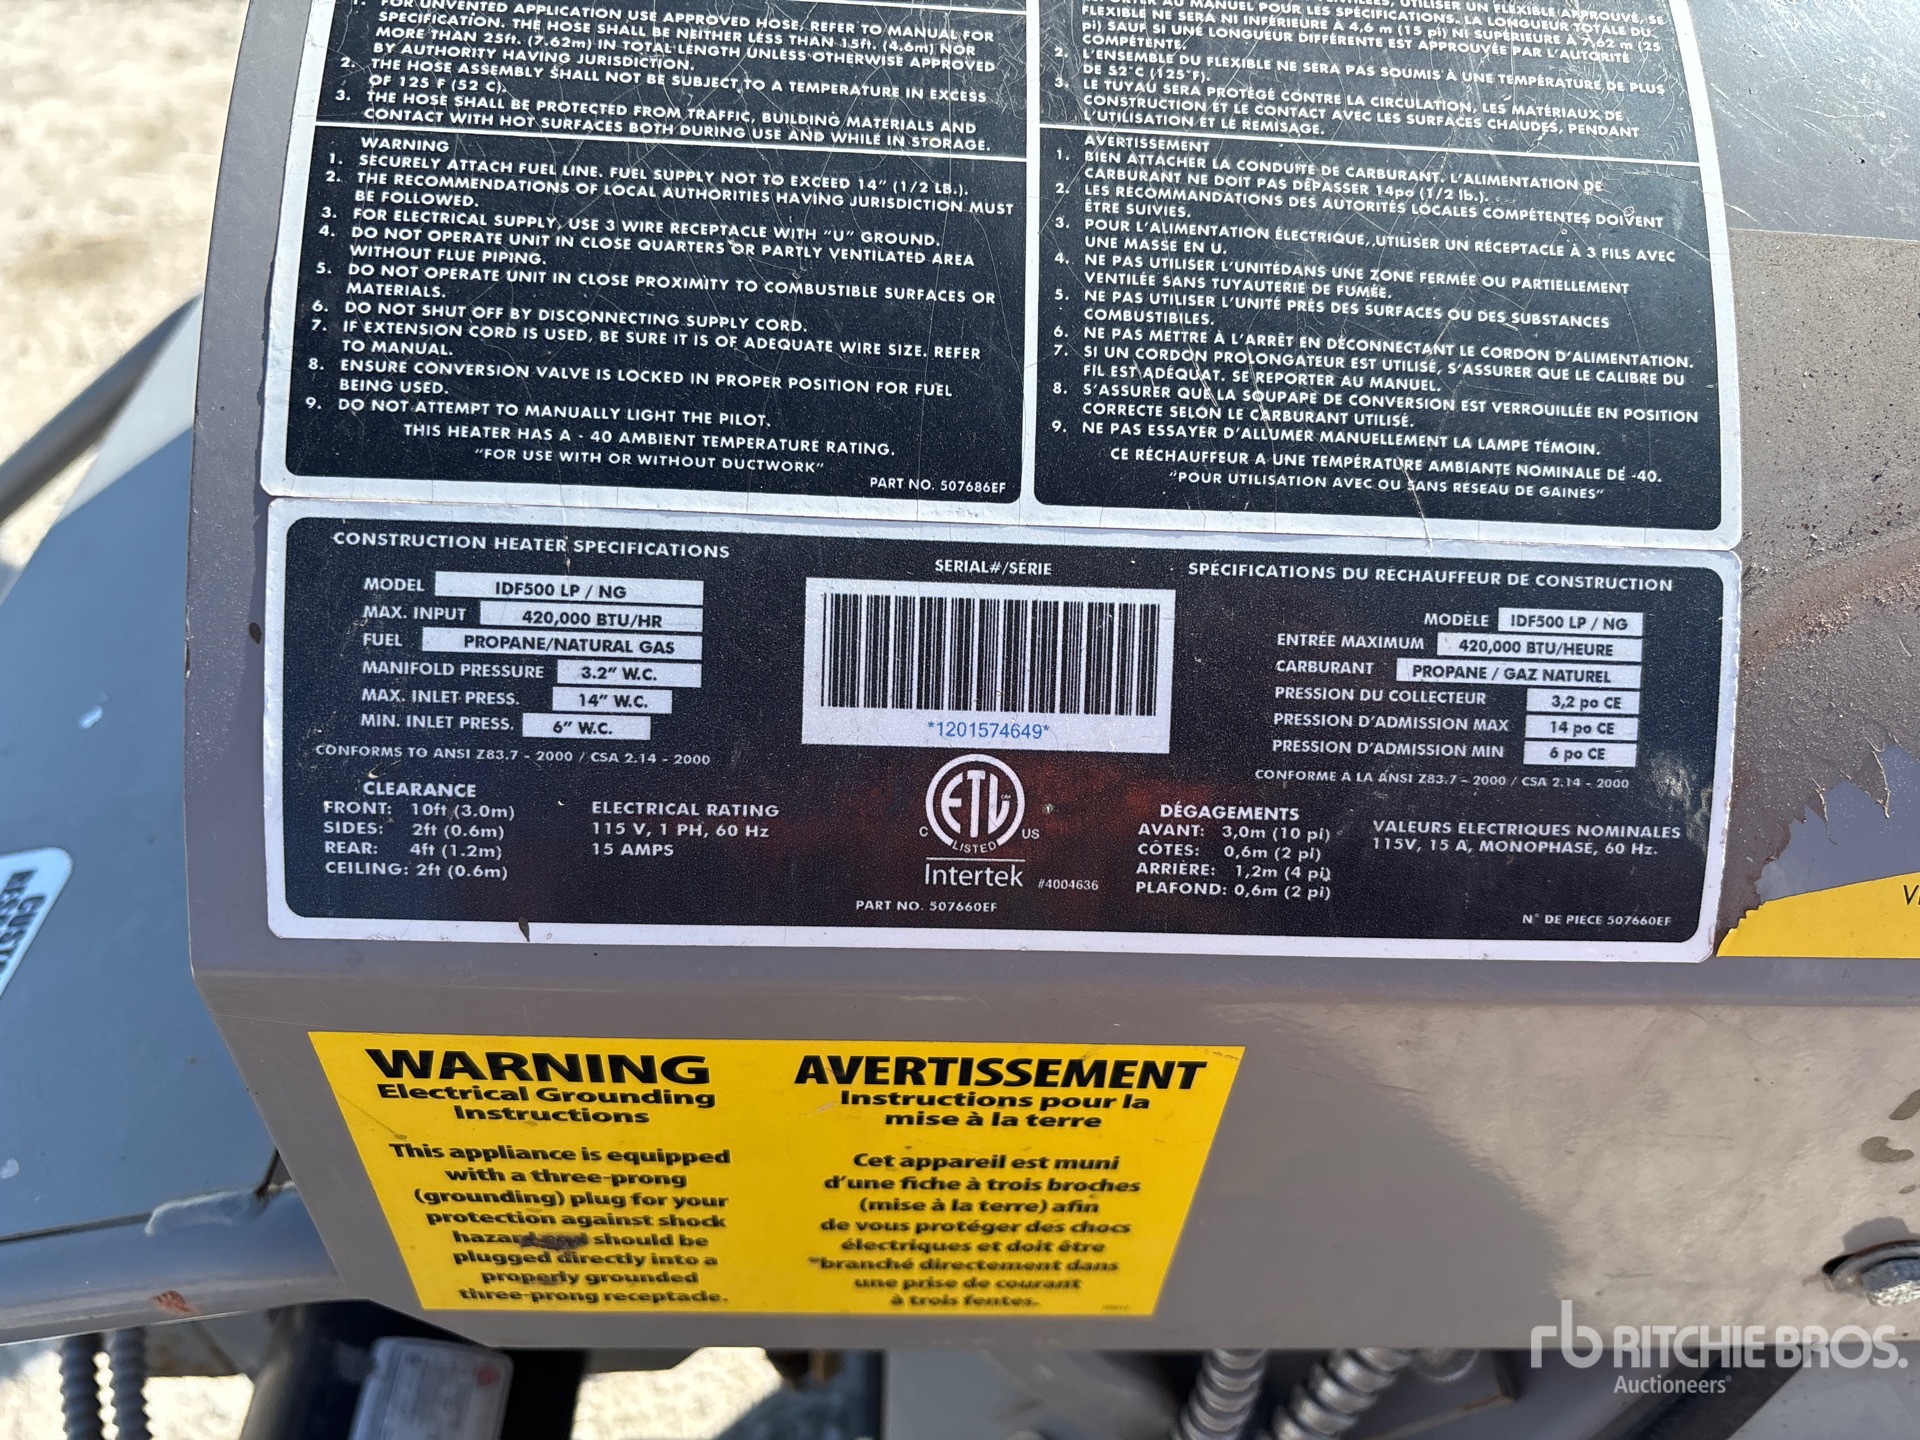 1. FOR UNVENTED APPLICATION USE APPROVED HOSE, REFER TO MANUAL FOR
SPECIFICATION. THE HOSE SHALL BE NEITHER LESS THAN 15ft. (4.6m) NOR
MORE THAN 25ft. (7.62m) IN TOTAL LENGTH UNLESS OTHERWISE APPROVED
BY AUTHORITY HAVING JURISDICTION.
2. THE HOSE ASSEMBLY SHALL NOT BE SUBJECT TO A TEMPERATURE IN EXCESS
OF 125 F (52 C).
3. THE HOSE SHALL BE PROTECTED FROM TRAFFIC, BUILDING MATERIALS AND
CONTACT WITH HOT SURFACES BOTH DURING USE AND WHILE IN STORAGE.
WARNING
1. SECURELY ATTACH FUEL LINE. FUEL SUPPLY NOT TO EXCEED 14" (1/2 LB.).
2. THE RECOMMENDATIONS OF LOCAL AUTHORITIES HAVING JURISDICTION MUST
BE FOLLOWED.
3. FOR ELECTRICAL SUPPLY, USE 3 WIRE RECEPTACLE WITH "U" GROUND.
4. DO NOT OPERATE UNIT IN CLOSE QUARTERS OR PARTLY VENTILATED AREA
WITHOUT FLUE PIPING.
5. DO NOT OPERATE UNIT IN CLOSE PROXIMITY TO COMBUSTIBLE SURFACES OR
MATERIALS.
6. DO NOT SHUT OFF BY DISCONNECTING SUPPLY CORD.
7. IF EXTENSION CORD IS USED, BE SURE IT IS OF ADEQUATE WIRE SIZE. REFER
TO MANUAL.
8. ENSURE CONVERSION VALVE IS LOCKED IN PROPER POSITION FOR FUEL
BEING USED.
9. DO NOT ATTEMPT TO MANUALLY LIGHT THE PILOT.
THIS HEATER HAS A - 40 AMBIENT TEMPERATURE RATING.
"FOR USE WITH OR WITHOUT DUCTWORK"
PART NO. 507686EF
UTILISER UN FLEXIBLE APPROUVÉ, SE
REPORTER AU MANUEL POUR LES SPÉCIFICATIONS. LA LONGUEUR TOTALE DU
FLEXIBLE NE SERA NI INFÉRIEURE À 4,6 m (15 pi) NI SUPÉRIEURE À 7,62 m (25
pi) SAUF SI UNE LONGUEUR DIFFÉRENTE EST APPROUVÉE PAR L'AUTORITÉ
COMPÉTENTE.
2. L'ENSEMBLE DU FLEXIBLE NE SERA PAS SOUMIS À UNE TEMPÉRATURE DE PLUS
DE 52°C (125°F).
3. LE TUYAU SERA PROTÉGÉ CONTRE LA CIRCULATION, LES MATÉRIAUX DE
CONSTRUCTION ET LE CONTACT AVEC LES SURFACES CHAUDES, PENDANT
L'UTILISATION ET LE REMISAGE.
AVERTISSEMENT
1. BIEN ATTACHER LA CONDUITE DE CARBURANT. L'ALIMENTATION DE
CARBURANT NE DOIT PAS DÉPASSER 14po (1/2 lb.).
2. LES RECOMMANDATIONS DES AUTORITÉS LOCALES COMPÉTENTES DOIVENT
ÊTRE SUIVIES.
3. POUR L'ALIMENTATION ÉLECTRIQUE, UTILISER UN RÉCEPTACLE À 3 FILS AVEC
UNE MASSE EN U.
4. NE PAS UTILISER L'UNITÉDANS UNE ZONE FERMÉE OU PARTIELLEMENT
VENTILÉE SANS TUYAUTERIE DE FUMÉE.
5. NE PAS UTILISER L'UNITÉ PRÈS DES SURFACES OU DES SUBSTANCES
COMBUSTIBLES.
6. NE PAS METTRE À L'ARRÊT EN DÉCONNECTANT LE CORDON D'ALIMENTATION.
7. SI UN CORDON PROLONGATEUR EST UTILISÉ, S'ASSURER QUE LE CALIBRE DU
FIL EST ADÉQUAT. SE REPORTER AU MANUEL.
8. S'ASSURER QUE LA SOUPAPE DE CONVERSION EST VERROUILLÉE EN POSITION
CORRECTE SELON LE CARBURANT UTILISÉ.
9. NE PAS ESSAYER D'ALLUMER MANUELLEMENT LA LAMPE TÉMOIN.
CE RÉCHAUFFEUR A UNE TEMPÉRATURE AMBIANTE NOMINALE DE -40.
"POUR UTILISATION AVEC OU SANS RÉSEAU DE GAINES"
CONSTRUCTION HEATER SPECIFICATIONS
MODEL IDF500 LP / NG
MAX. INPUT 420,000 BTU/HR
FUEL PROPANE/NATURAL GAS
MANIFOLD PRESSURE 3.2" W.C.
MAX. INLET PRESS. 14" W.C.
MIN. INLET PRESS. 6" W.C.
CONFORMS TO ANSI Z83.7 - 2000 / CSA 2.14 - 2000
CLEARANCE
FRONT: 10ft (3.0m)
SIDES: 2ft (0.6m)
REAR: 4ft (1.2m)
CEILING: 2ft (0.6m)
ELECTRICAL RATING
115 V, 1 PH, 60 Hz
15 AMPS
SERIAL#/SÉRIE
*1201574649*
ETL
C US
LISTED
Intertek #4004636
PART NO. 507660EF
SPÉCIFICATIONS DU RÉCHAUFFEUR DE CONSTRUCTION
MODÈLE IDF500 LP / NG
ENTRÉE MAXIMUM 420,000 BTU/HEURE
CARBURANT PROPANE / GAZ NATUREL
PRESSION DU COLLECTEUR 3,2 po CE
PRESSION D'ADMISSION MAX 14 po CE
PRESSION D'ADMISSION MIN 6 po CE
CONFORME À LA ANSI Z83.7 - 2000 / CSA 2.14 - 2000
DÉGAGEMENTS
AVANT: 3,0m (10 pi)
CÔTES: 0,6m (2 pi)
ARRIÈRE: 1,2m (4 pi)
PLAFOND: 0,6m (2 pi)
VALEURS ÉLECTRIQUES NOMINALES
115V, 15 A, MONOPHASE, 60 Hz.
N° DE PIECE 507660EF
WARNING
Electrical Grounding
Instructions
This appliance is equipped
with a three-prong
(grounding) plug for your
protection against shock
hazard and should be
plugged directly into a
properly grounded
three-prong receptacle.
AVERTISSEMENT
Instructions pour la
mise à la terre
Cet appareil est muni
d'une fiche à trois broches
(mise à la terre) afin
de vous protéger des chocs
électriques et doit être
branché directement dans
une prise de courant
à trois fentes.
rb RITCHIE BROS.
Auctioneers